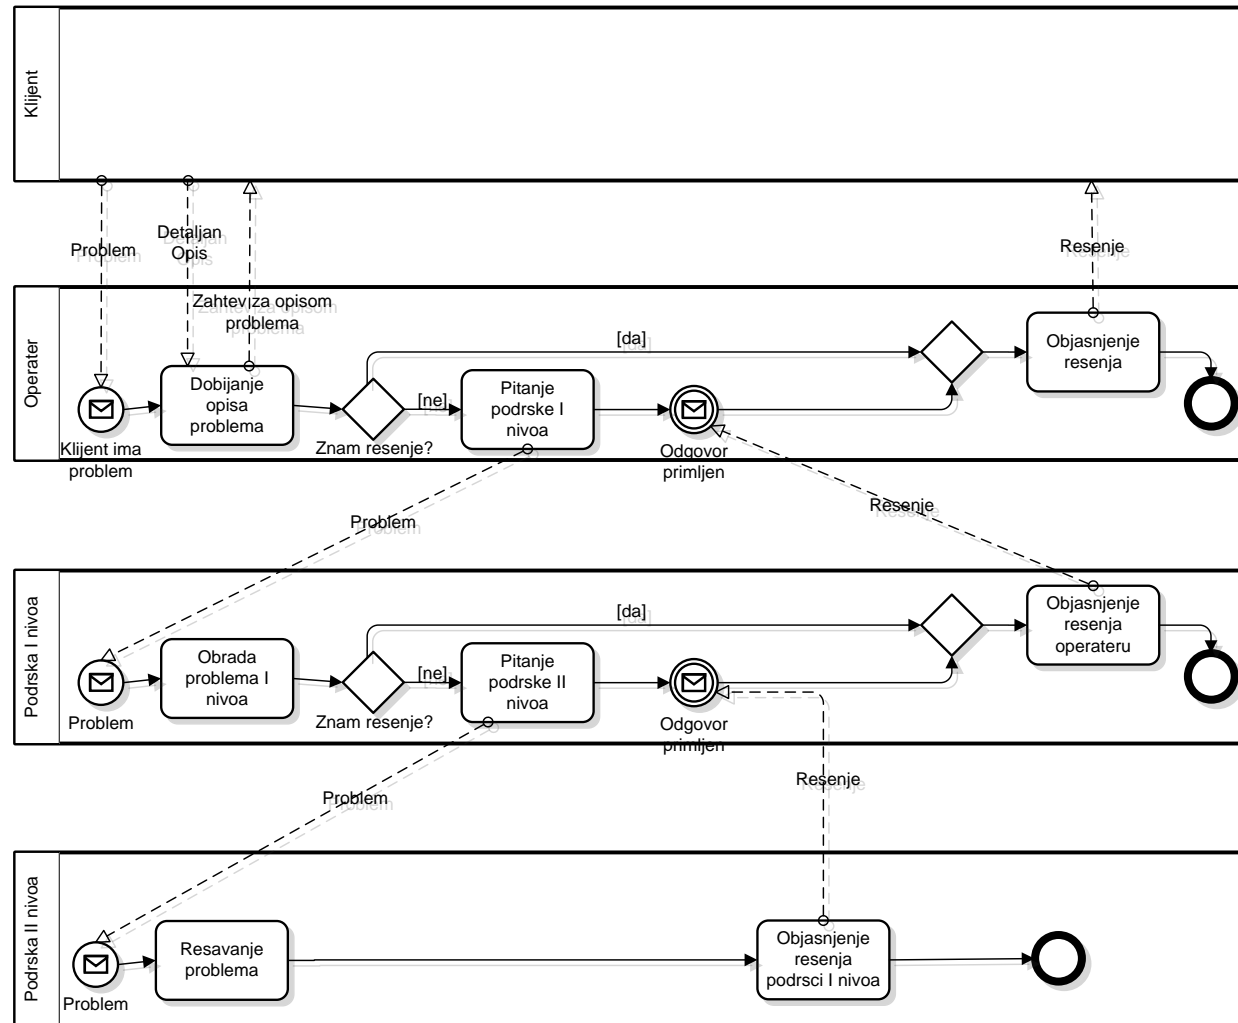 Klijent
Problem
Detaljan
Opis
Zahtev za opisom
problema
Resenje
Operater
Klijent ima
problem
Dobijanje
opisa
problema
Znam resenje?
[da]
[ne]
Pitanje
podrske I
nivoa
Odgovor
primljen
Objasnjenje
resenja
Problem
Resenje
Podrska I nivoa
Problem
Obrada
problema I
nivoa
Znam resenje?
[da]
[ne]
Pitanje
podrske II
nivoa
Odgovor
primljen
Objasnjenje
resenja
operateru
Problem
Resenje
Podrska II nivoa
Problem
Resavanje
problema
Objasnjenje
resenja
podrsci I nivoa